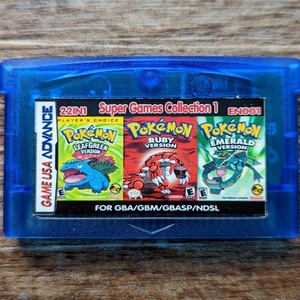 22IN1 Super Games Collection 1 EN001
GAME USA ADVANCE
PLAYER'S CHOICE
POKéMON
LEAFGREEN
VERSION
POKéMON
RUBY
VERSION
POKéMON
EMERALD
VERSION
E
E
E
FOR GBA/GBM/GBASP/NDSL